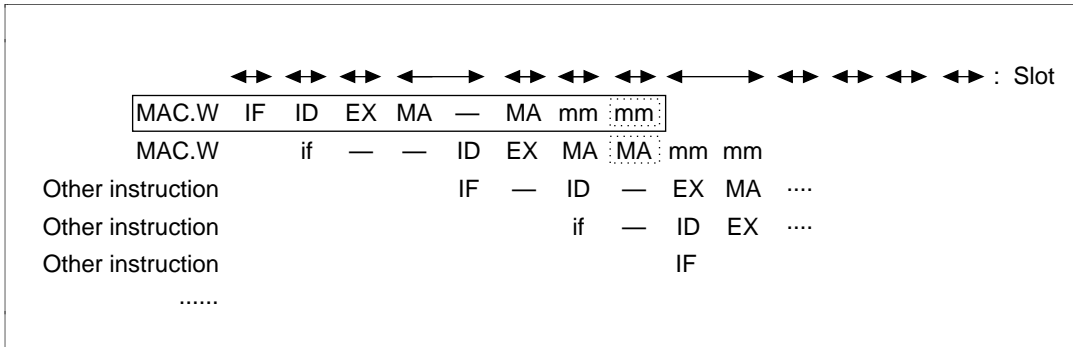 : Slot
MAC.W IF ID EX MA — MA mm mm
MAC.W if — — ID EX MA MA mm mm
Other instruction IF — ID — EX MA ....
Other instruction if — ID EX ....
Other instruction IF
......